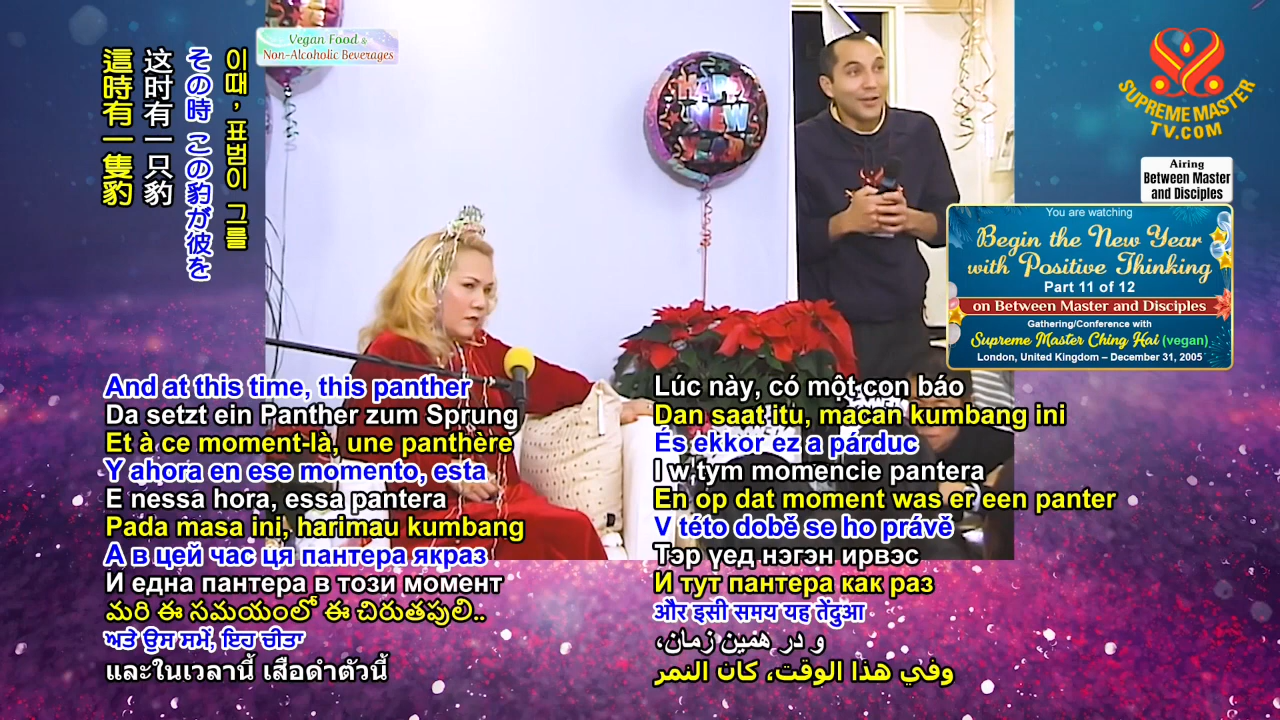 這時有一隻豹
这时有一只豹
その時 この豹が彼を
이때, 표범이 그를
Vegan Food &
Non-Alcoholic Beverages
HAPPY
NEW
SUPREME MASTER
TV.COM
Airing
Between Master
and Disciples
You are watching
Begin the New Year
with Positive Thinking
Part 11 of 12
on Between Master and Disciples
Gathering/Conference with
Supreme Master Ching Hai (vegan)
London, United Kingdom – December 31, 2005
And at this time, this panther
Da setzt ein Panther zum Sprung
Et à ce moment-là, une panthère
Y ahora en ese momento, esta
E nessa hora, essa pantera
Pada masa ini, harimau kumbang
А в цей час ця пантера якраз
И една пантера в този момент
మరి ఈ సమయంలో ఈ చిరుతపులి..
ਅਤੇ ਉਸ ਸਮੇਂ, ਇਹ ਚੀਤਾ
และในเวลานี้ เสือดำตัวนี้
Lúc này, có một con báo
Dan saat itu, macan kumbang ini
És ekkor ez a párduc
I w tym momencie pantera
En op dat moment was er een panter
V této době se ho právě
Тэр үед нэгэн ирвэс
И тут пантера как раз
और इसी समय यह तेंदुआ
و در همین زمان،
وفي هذا الوقت، كان النمر